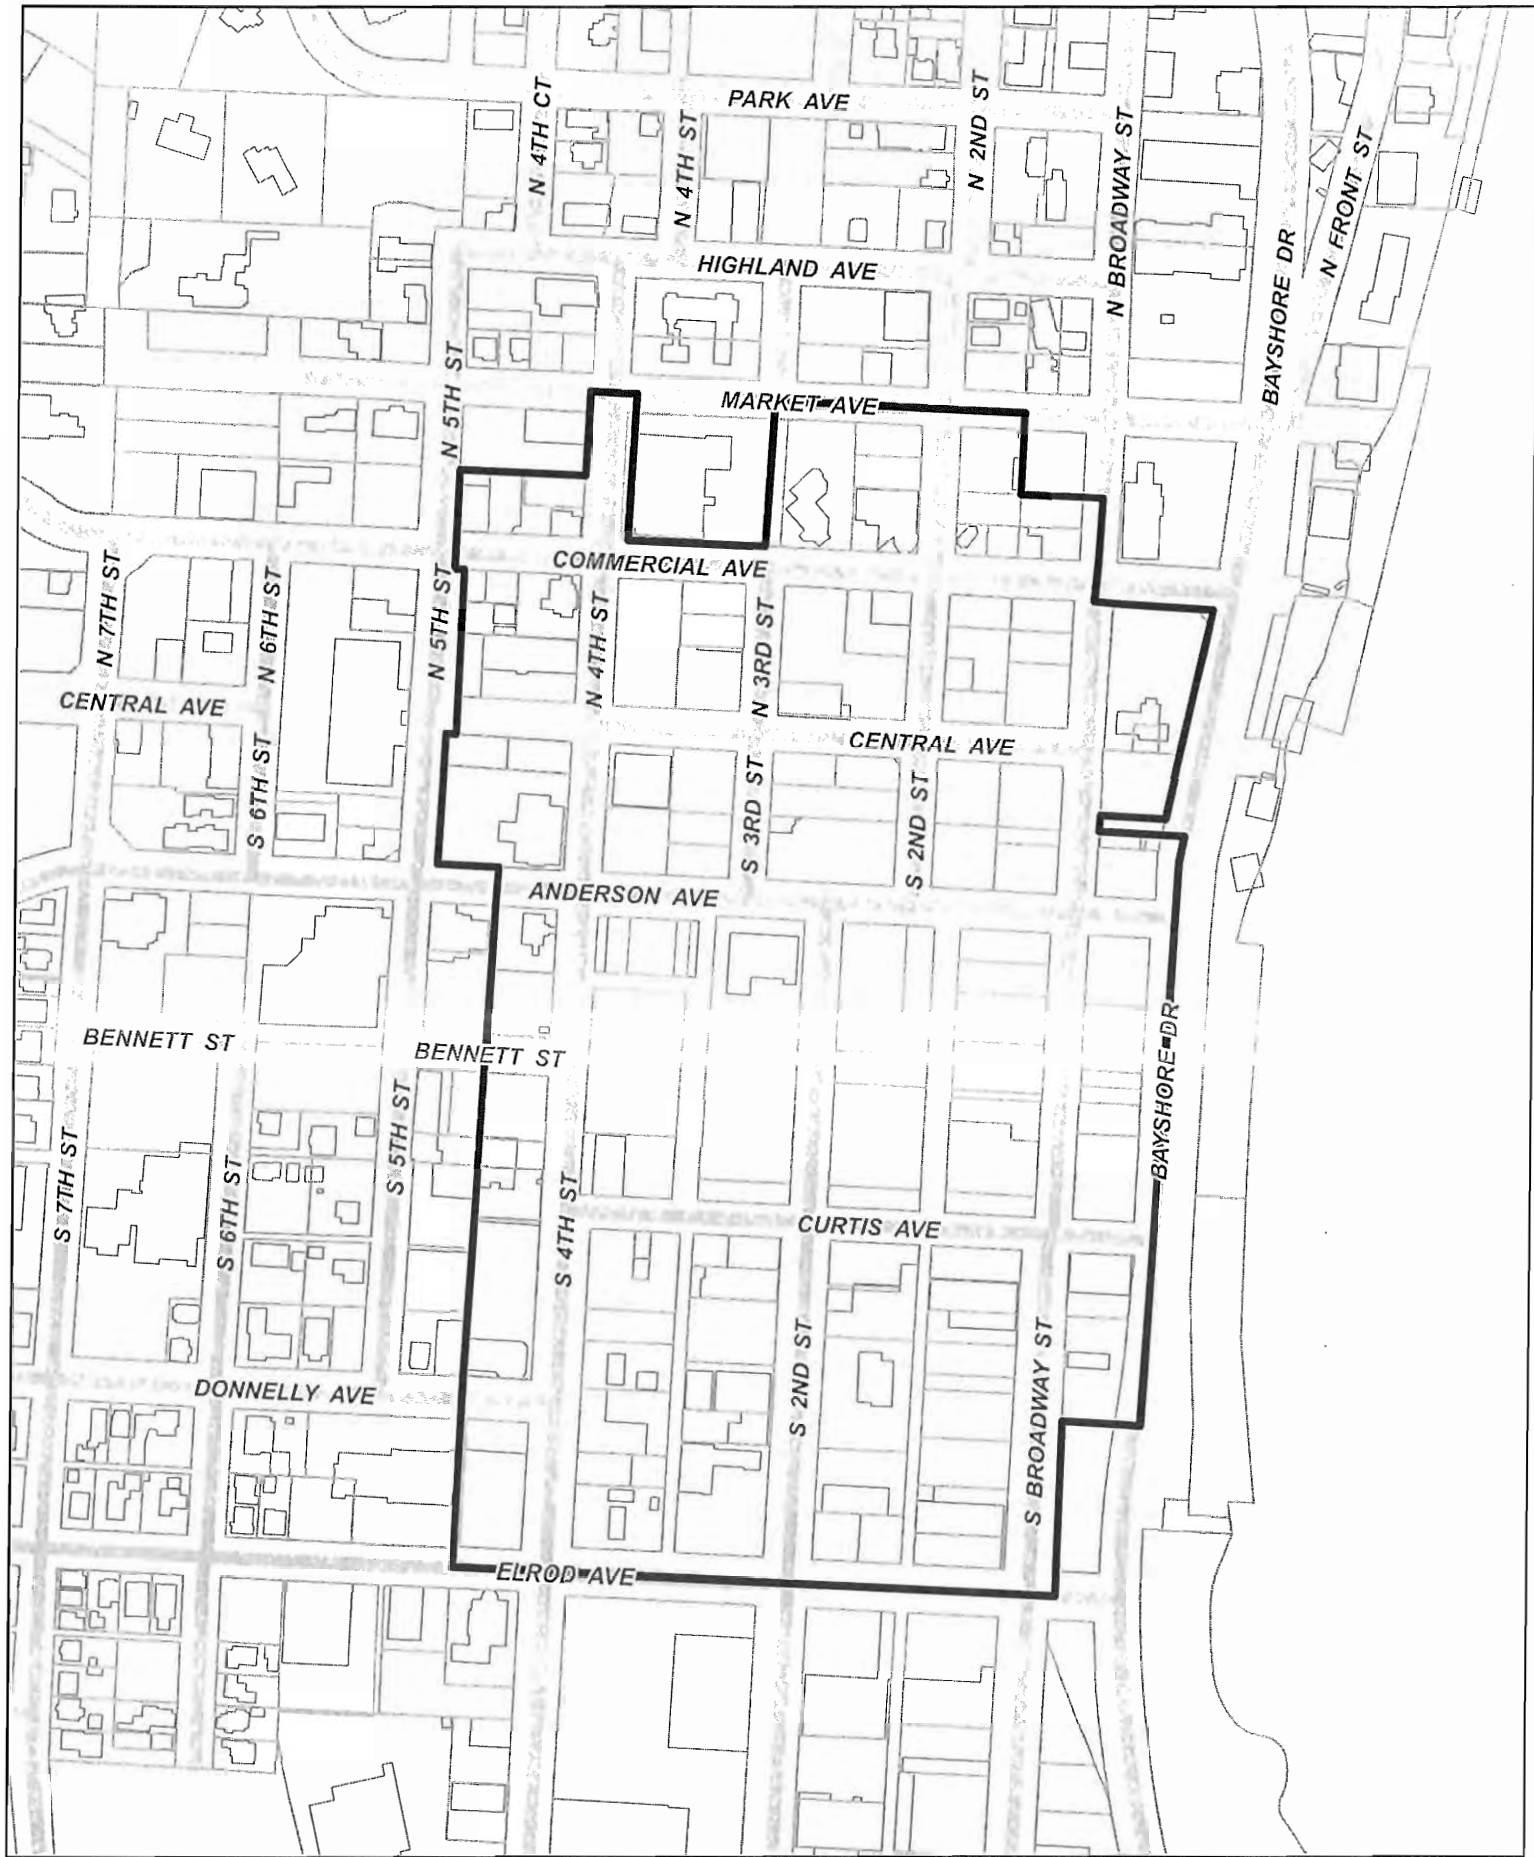 PARK AVE
N 4TH CT
N 4TH ST
N 2ND ST
N BROADWAY ST
N FRONT ST
BAYSHORE DR
HIGHLAND AVE
N 5TH ST
MARKET AVE
COMMERCIAL AVE
N 7TH ST
N 6TH ST
N 5TH ST
N 4TH ST
N 3RD ST
CENTRAL AVE
CENTRAL AVE
S 6TH ST
S 3RD ST
S 2ND ST
ANDERSON AVE
BENNETT ST
BENNETT ST
BAYSHORE DR
S 7TH ST
S 6TH ST
S 5TH ST
S 4TH ST
CURTIS AVE
S 2ND ST
S BROADWAY ST
DONNELLY AVE
ELROD AVE